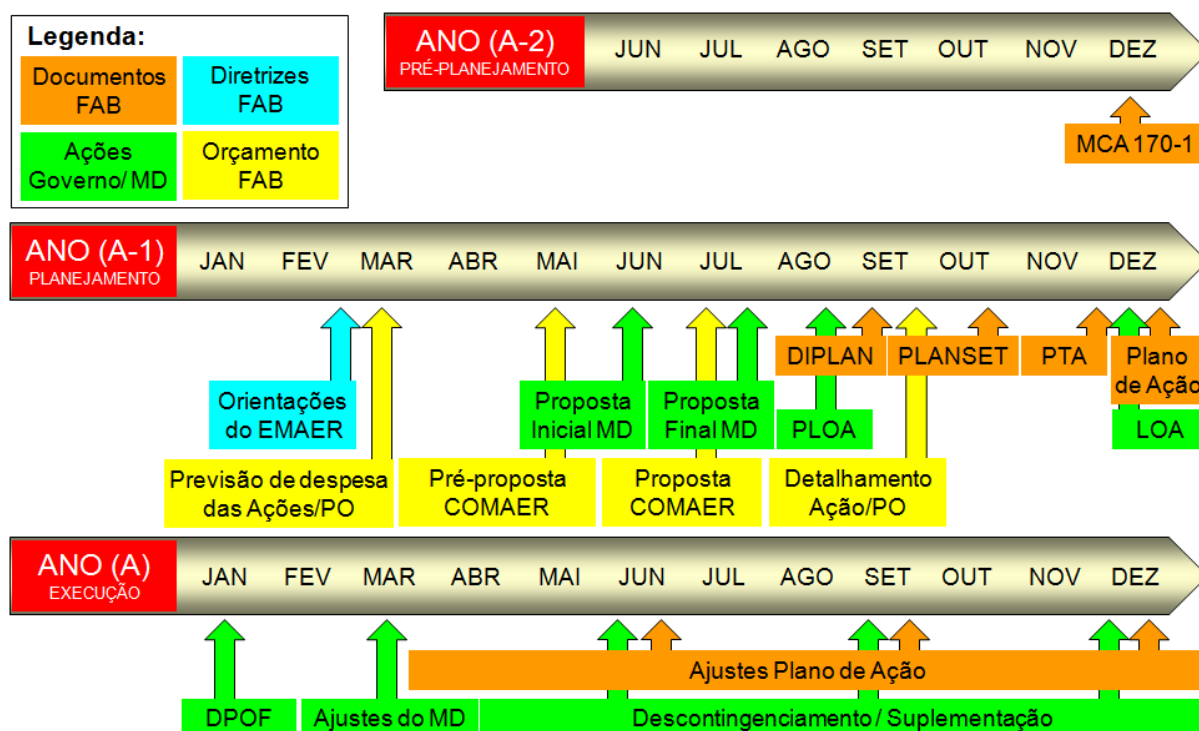 Legenda:
Documentos
FAB
Diretrizes
FAB
Ações
Governo/ MD
Orçamento
FAB
ANO (A-2)
PRÉ-PLANEJAMENTO
JUN JUL AGO SET OUT NOV DEZ
MCA 170-1
ANO (A-1)
PLANEJAMENTO
JAN FEV MAR ABR MAI JUN JUL AGO SET OUT NOV DEZ
DIPLAN
PLANSET
PTA
Plano
de Ação
Orientações
do EMAER
Proposta
Inicial MD
Proposta
Final MD
PLOA
LOA
Previsão de despesa
das Ações/PO
Pré-proposta
COMAER
Proposta
COMAER
Detalhamento
Ação/PO
ANO (A)
EXECUÇÃO
JAN FEV MAR ABR MAI JUN JUL AGO SET OUT NOV DEZ
Ajustes Plano de Ação
DPOF
Ajustes do MD
Descontingenciamento / Suplementação